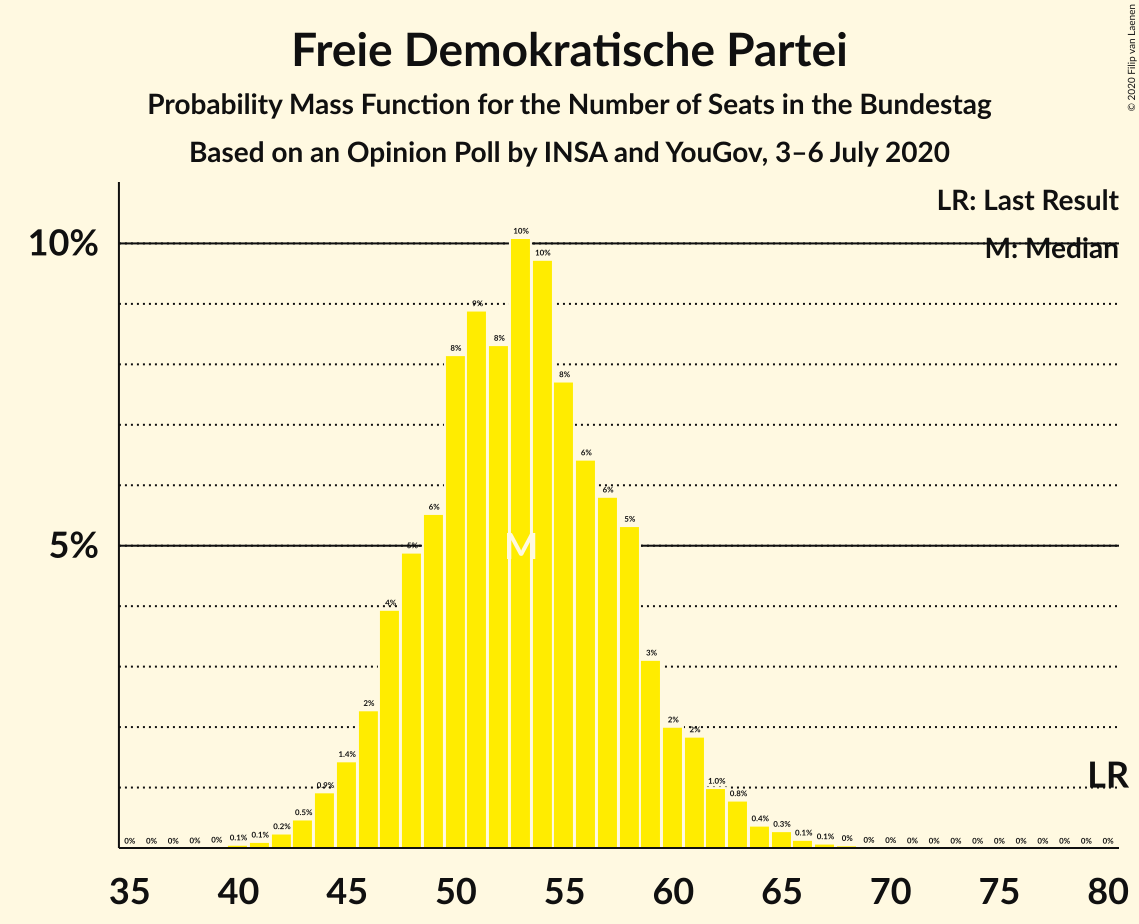 Freie Demokratische Partei
Probability Mass Function for the Number of Seats in the Bundestag
Based on an Opinion Poll by INSA and YouGov, 3–6 July 2020
© 2020 Filip van Laenen
LR: Last Result
M: Median
10%
5%
0% 0% 0% 0% 0% 0.1% 0.1% 0.2% 0.5% 0.9% 1.4% 2% 4% 5% 6% 8% 9% 8% 10% 10% 8% 6% 6% 5% 3% 2% 2% 1.0% 0.8% 0.4% 0.3% 0.1% 0.1% 0% 0% 0% 0% 0% 0% 0% 0% 0% 0% 0% 0% 0%
M
LR
35 40 45 50 55 60 65 70 75 80